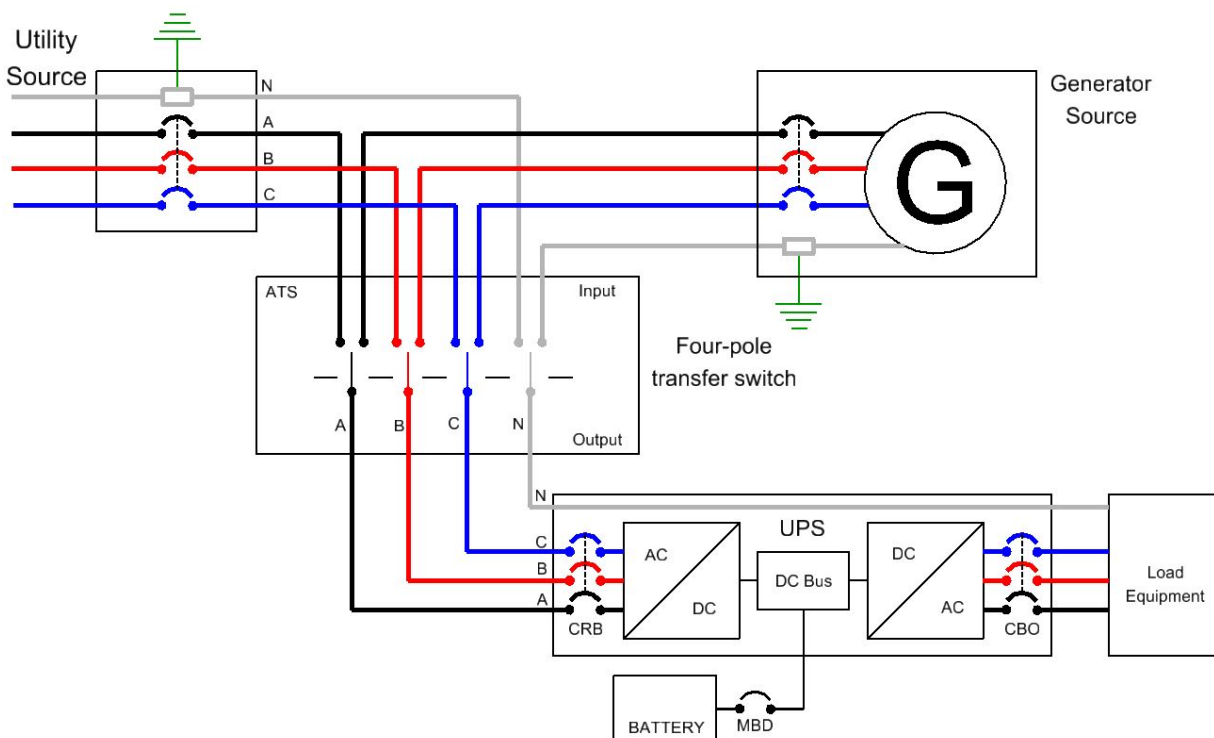 Utility
Source
N
A
B
C
Generator
Source
G
ATS
Input
Four-pole
transfer switch
A
B
C
N
Output
N
UPS
C
B
A
AC
DC
DC Bus
DC
AC
CRB
CBO
Load
Equipment
BATTERY
MBD